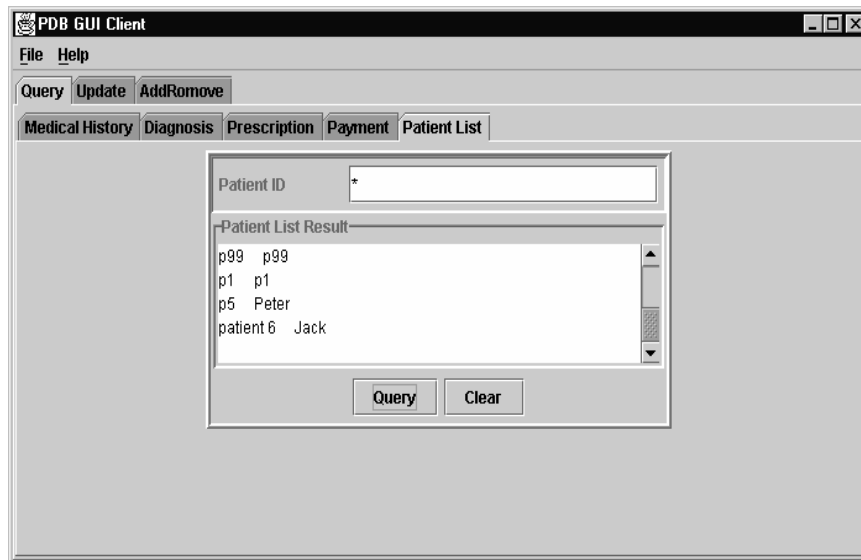 PDB GUI Client
File Help
Query Update AddRomove
Medical History Diagnosis Prescription Payment Patient List
Patient ID *
Patient List Result
p99 p99
p1 p1
p5 Peter
patient 6 Jack
Query Clear